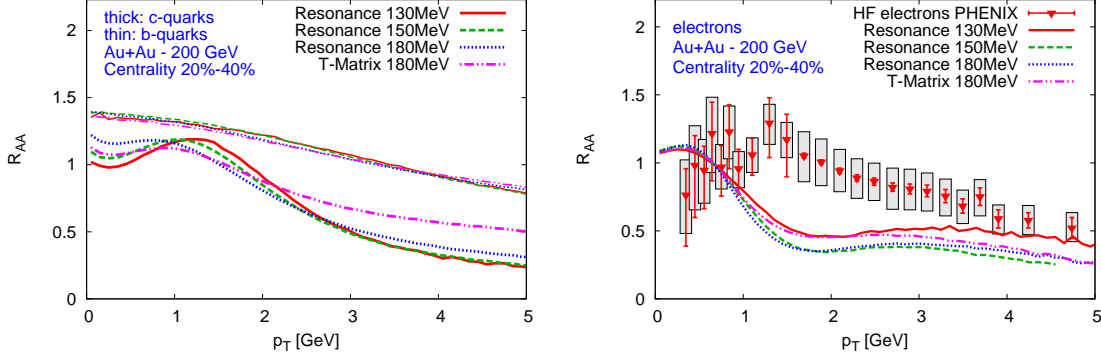 thick: c-quarks
thin: b-quarks
Au+Au - 200 GeV
Centrality 20%-40%
Resonance 130MeV
Resonance 150MeV
Resonance 180MeV
T-Matrix 180MeV
2
1.5
1
0.5
0
R_AA
0 1 2 3 4 5
p_T [GeV]
electrons
Au+Au - 200 GeV
Centrality 20%-40%
HF electrons PHENIX
Resonance 130MeV
Resonance 150MeV
Resonance 180MeV
T-Matrix 180MeV
2
1.5
1
0.5
0
R_AA
0 1 2 3 4 5
p_T [GeV]